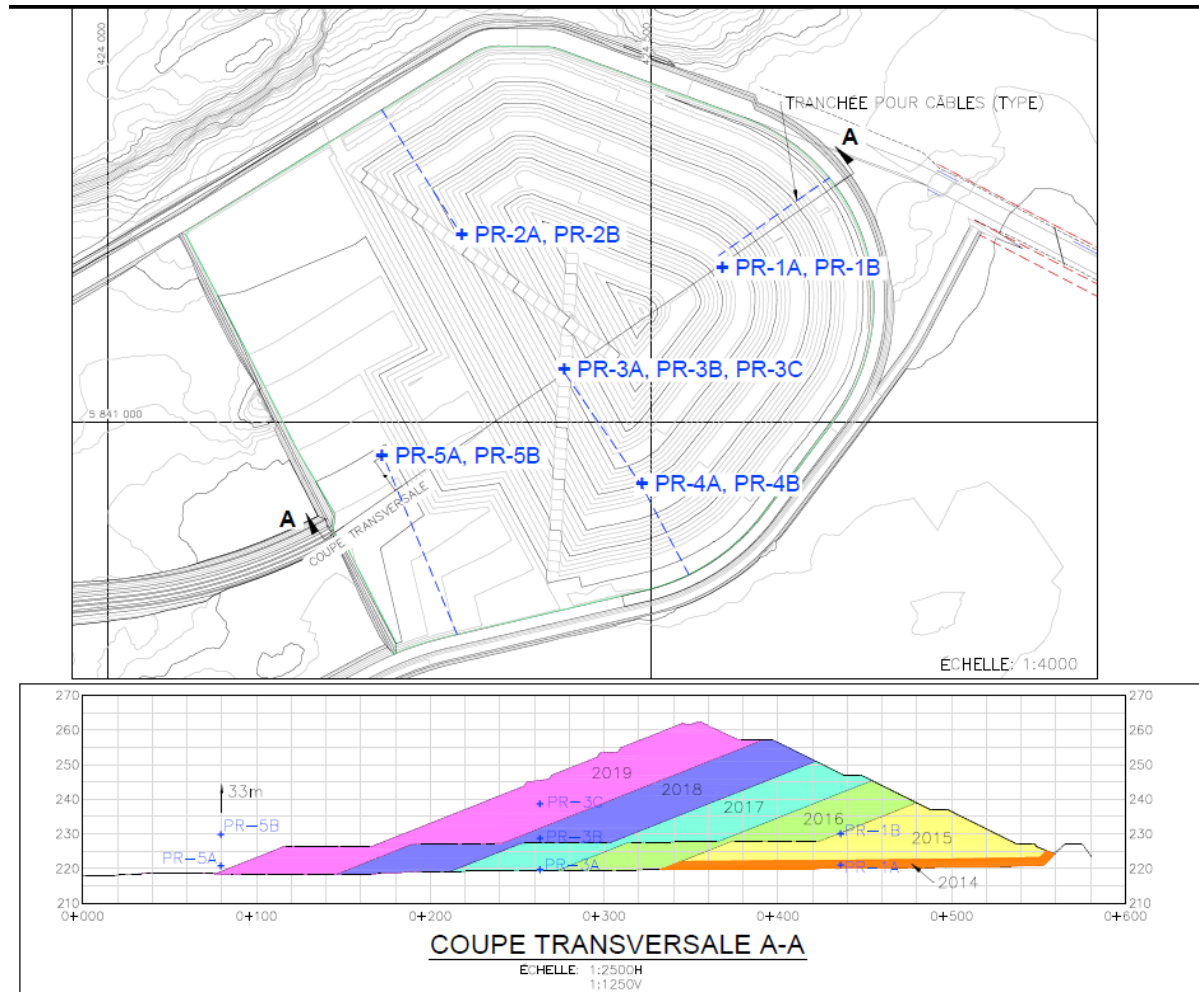 424 000
TRANCHÉE POUR CÂBLES (TYPE)
A
PR-2A, PR-2B
PR-1A, PR-1B
PR-3A, PR-3B, PR-3C
5 841 000
PR-5A, PR-5B
PR-4A, PR-4B
A
COUPE TRANSVERSALE
ÉCHELLE: 1:4000
270 270
260 260
250 250
240 240
230 230
220 220
210 210
33m
PR-5B
PR-5A
2019
2018
2017
2016
2015
2014
PR-3C
PR-3B
PR-3A
PR-1B
PR-1A
0+000 0+100 0+200 0+300 0+400 0+500 0+600
COUPE TRANSVERSALE A-A
ÉCHELLE: 1:2500H
1:1250V